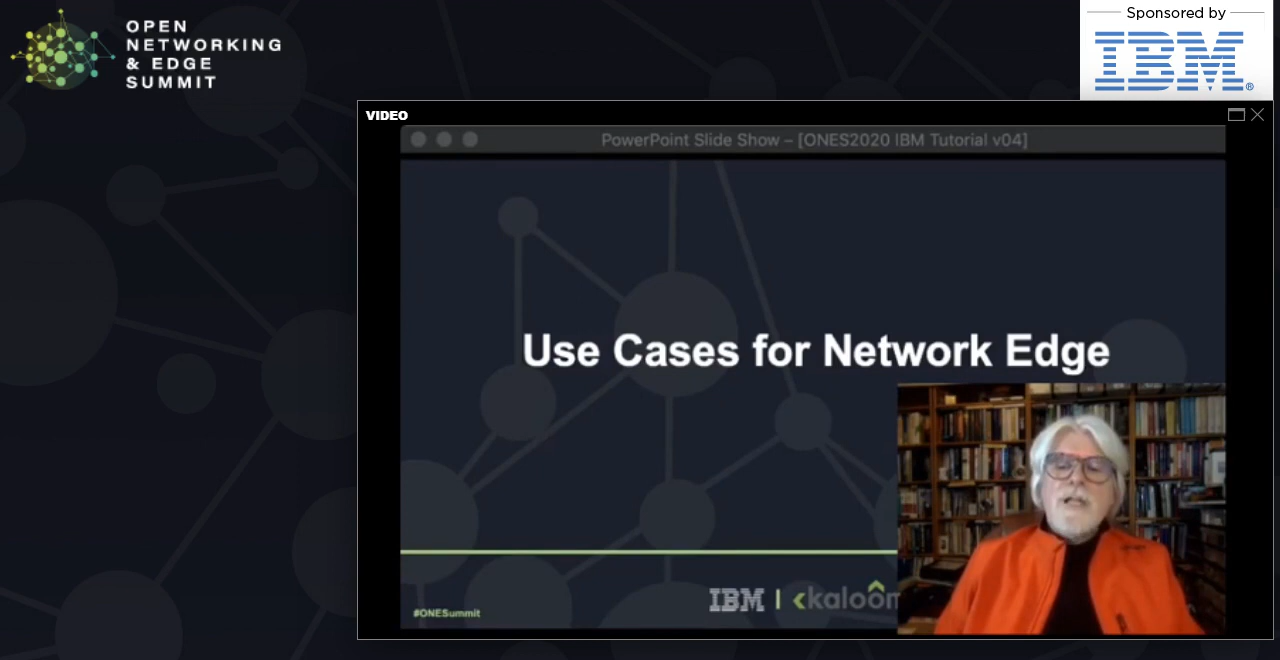 OPEN
NETWORKING
& EDGE
SUMMIT
Sponsored by
IBM®
VIDEO
PowerPoint Slide Show – [ONES2020 IBM Tutorial v04]
Use Cases for Network Edge
IBM | kaloom
#ONESummit